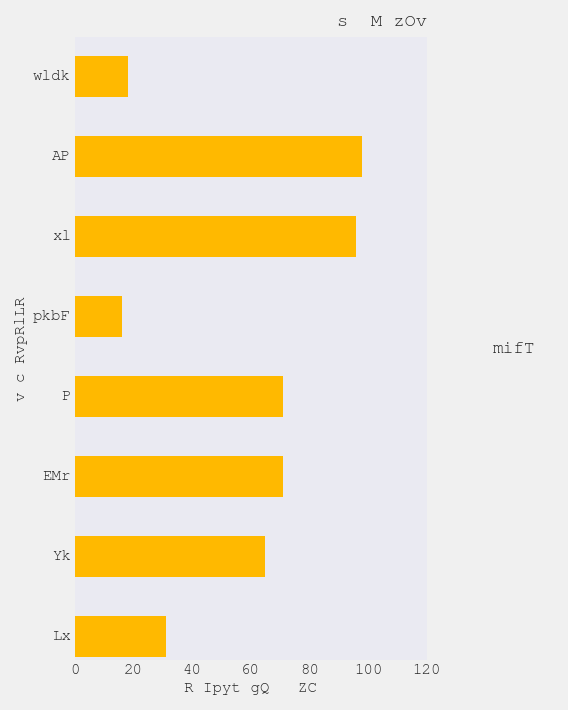 s  M zOv
wldk
AP
xl
pkbF
P
EMr
Yk
Lx
v c RvpRlLR
0 20 40 60 80 100 120
R Ipyt gQ   ZC
mifT